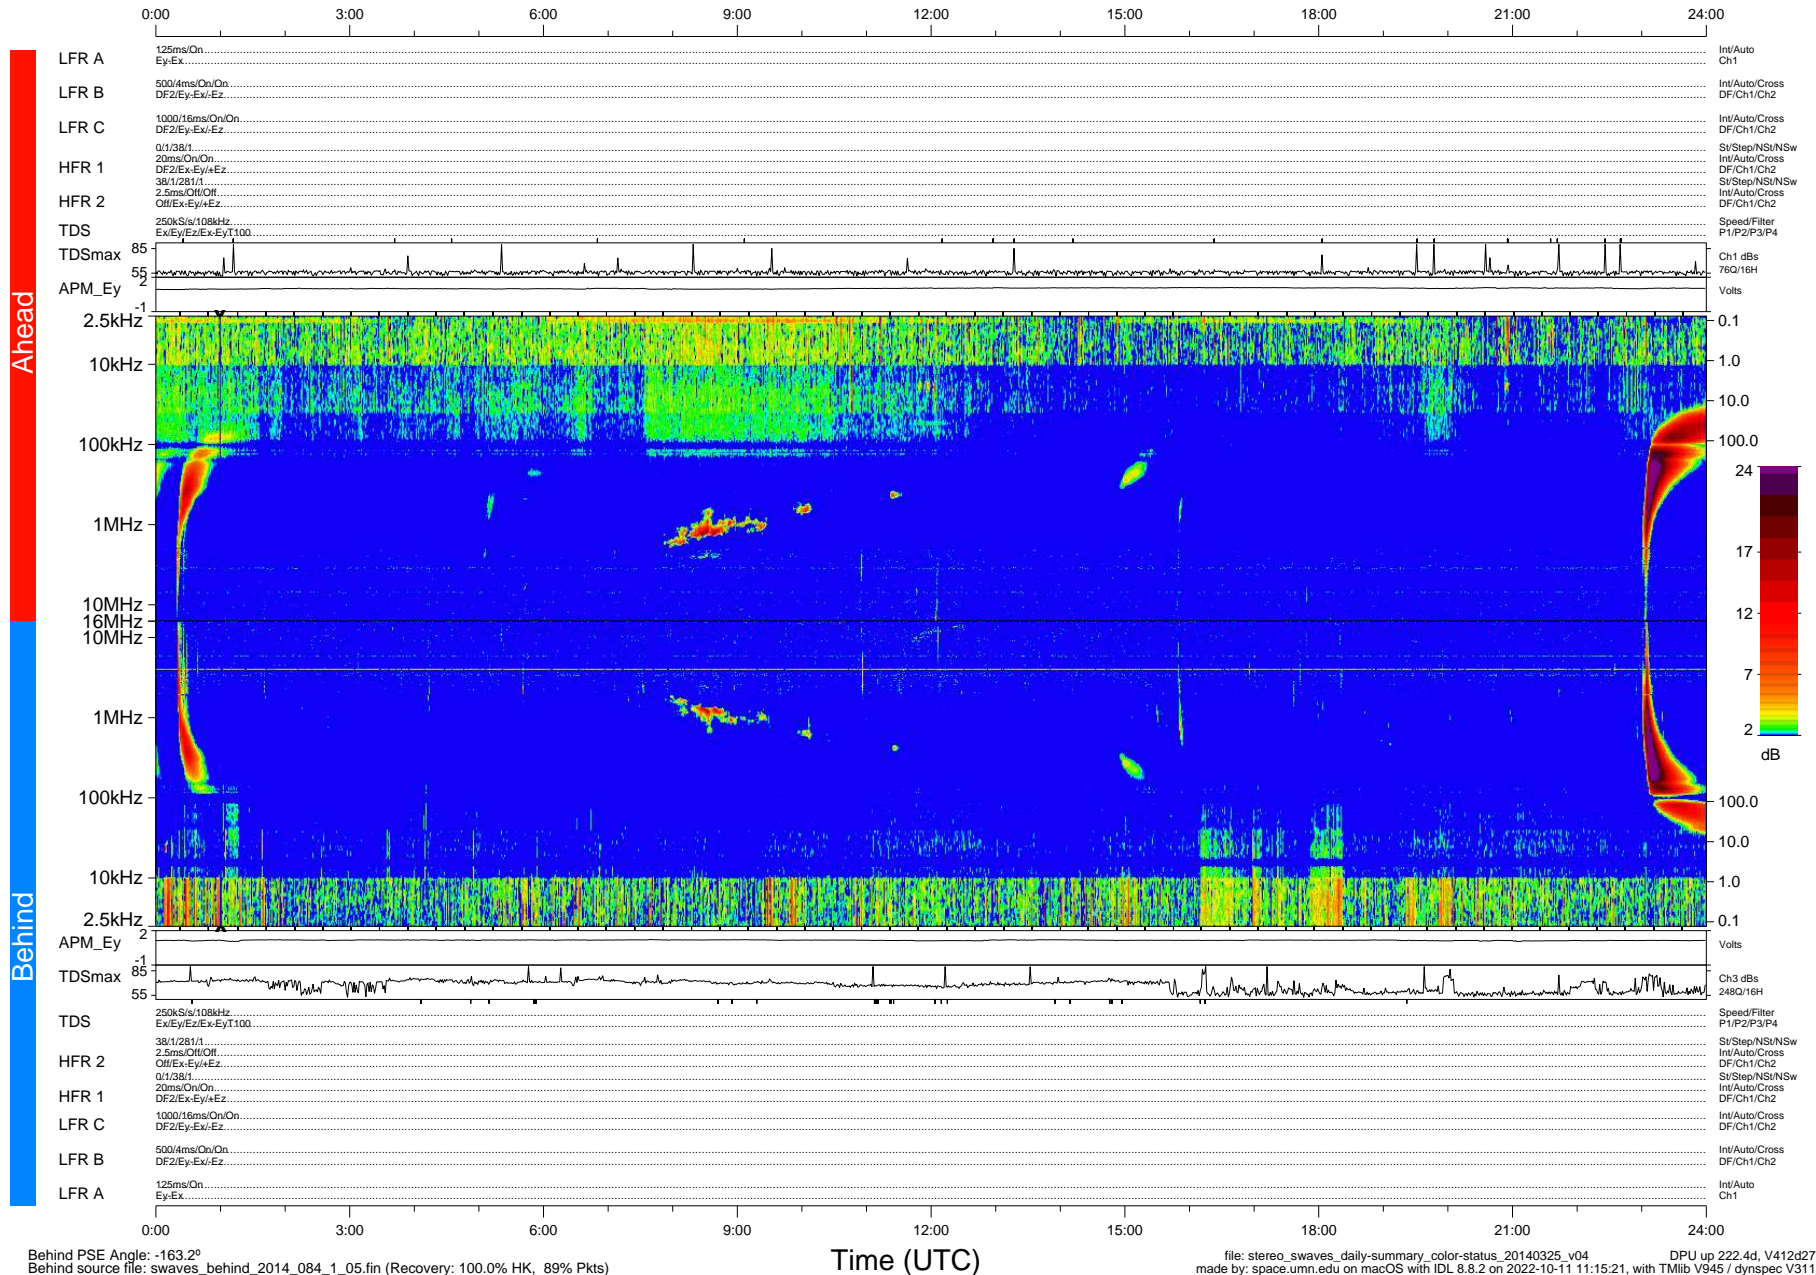 0:00 3:00 6:00 9:00 12:00 15:00 18:00 21:00 24:00
LFR A 125ms/On Int/Auto
Ey-Ex Ch1
LFR B 500/4ms/On/On Int/Auto/Cross
DF2/Ey-Ex/-Ez DF/Ch1/Ch2
LFR C 1000/16ms/On/On Int/Auto/Cross
DF2/Ey-Ex/-Ez DF/Ch1/Ch2
0/1/38/1 St/Step/NSt/NSw
HFR 1 20ms/On/On Int/Auto/Cross
DF2/Ex-Ey/+Ez DF/Ch1/Ch2
38/1/281/1 St/Step/NSt/NSw
HFR 2 2.5ms/Off/Off Int/Auto/Cross
Off/Ex-Ey/+Ez DF/Ch1/Ch2
TDS 250kS/s/108kHz Speed/Filter
Ex/Ey/Ez/Ex-EyT100 P1/P2/P3/P4
TDSmax 85 Ch1 dBs
55 76Q/16H
APM_Ey 2 Volts
-1
Ahead
2.5kHz 0.1
10kHz 1.0
10.0
100kHz 100.0
1MHz
10MHz
16MHz
10MHz
1MHz
100kHz 100.0
10.0
10kHz 1.0
2.5kHz 0.1
24
17
12
7
2
dB
Behind
APM_Ey 2 Volts
-1
TDSmax 85 Ch3 dBs
55 248Q/16H
TDS 250kS/s/108kHz Speed/Filter
Ex/Ey/Ez/Ex-EyT100 P1/P2/P3/P4
38/1/281/1 St/Step/NSt/NSw
HFR 2 2.5ms/Off/Off Int/Auto/Cross
Off/Ex-Ey/+Ez DF/Ch1/Ch2
0/1/38/1 St/Step/NSt/NSw
HFR 1 20ms/On/On Int/Auto/Cross
DF2/Ex-Ey/+Ez DF/Ch1/Ch2
LFR C 1000/16ms/On/On Int/Auto/Cross
DF2/Ey-Ex/-Ez DF/Ch1/Ch2
LFR B 500/4ms/On/On Int/Auto/Cross
DF2/Ey-Ex/-Ez DF/Ch1/Ch2
LFR A 125ms/On Int/Auto
Ey-Ex Ch1
0:00 3:00 6:00 9:00 12:00 15:00 18:00 21:00 24:00
Time (UTC)
Behind PSE Angle: -163.2º
Behind source file: swaves_behind_2014_084_1_05.fin (Recovery: 100.0% HK, 89% Pkts)
file: stereo_swaves_daily-summary_color-status_20140325_v04 DPU up 222.4d, V412d27
made by: space.umn.edu on macOS with IDL 8.8.2 on 2022-10-11 11:15:21, with TMlib V945 / dynspec V311